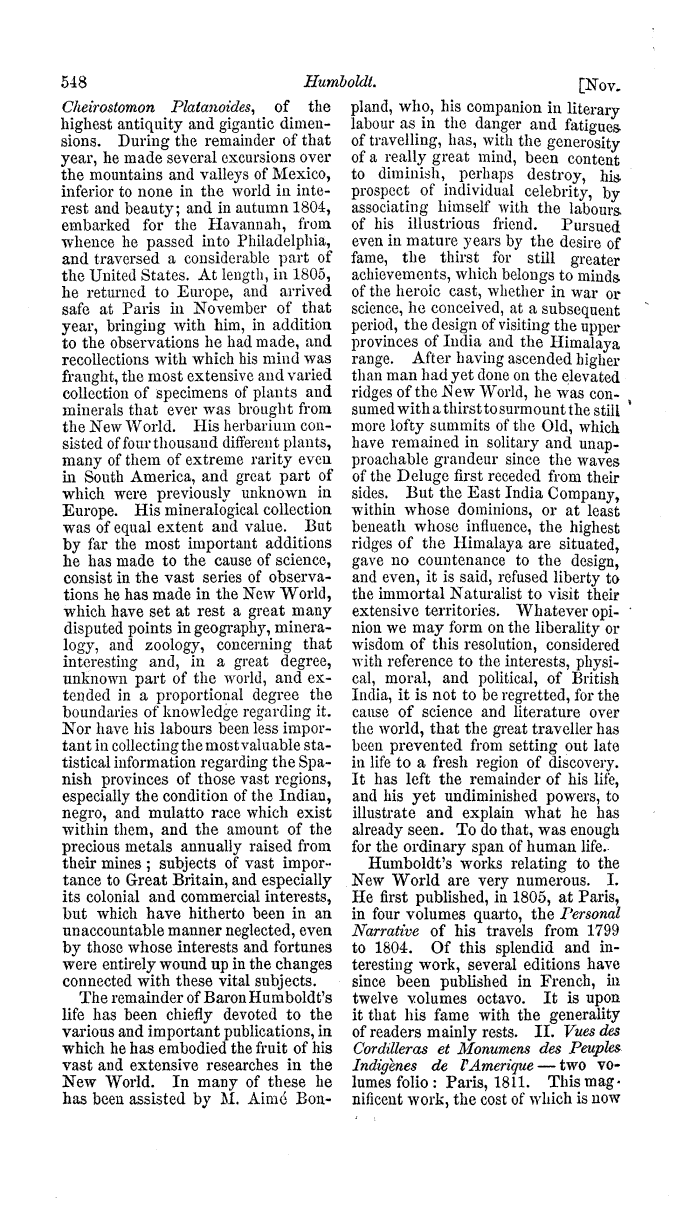 548
Humboldt.
[Nov.
Cheirostomon Platanoides, of the
highest antiquity and gigantic dimen-
sions. During the remainder of that
year, he made several excursions over
the mountains and valleys of Mexico,
inferior to none in the world in inte-
rest and beauty; and in autumn 1804,
embarked for the Havannah, from
whence he passed into Philadelphia,
and traversed a considerable part of
the United States. At length, in 1805,
he returned to Europe, and arrived
safe at Paris in November of that
year, bringing with him, in addition
to the observations he had made, and
recollections with which his mind was
fraught, the most extensive and varied
collection of specimens of plants and
minerals that ever was brought from
the New World. His herbarium con-
sisted of four thousand different plants,
many of them of extreme rarity even
in South America, and great part of
which were previously unknown in
Europe. His mineralogical collection
was of equal extent and value. But
by far the most important additions
he has made to the cause of science,
consist in the vast series of observa-
tions he has made in the New World,
which have set at rest a great many
disputed points in geography, minera-
logy, and zoology, concerning that
interesting and, in a great degree,
unknown part of the world, and ex-
tended in a proportional degree the
boundaries of knowledge regarding it.
Nor have his labours been less impor-
tant in collecting the most valuable sta-
tistical information regarding the Spa-
nish provinces of those vast regions,
especially the condition of the Indian,
negro, and mulatto race which exist
within them, and the amount of the
precious metals annually raised from
their mines; subjects of vast impor-
tance to Great Britain, and especially
its colonial and commercial interests,
but which have hitherto been in an
unaccountable manner neglected, even
by those whose interests and fortunes
were entirely wound up in the changes
connected with these vital subjects.
The remainder of Baron Humboldt's
life has been chiefly devoted to the
various and important publications, in
which he has embodied the fruit of his
vast and extensive researches in the
New World. In many of these he
has been assisted by M. Aimé Bon-
pland, who, his companion in literary
labour as in the danger and fatigues
of travelling, has, with the generosity
of a really great mind, been content
to diminish, perhaps destroy, his
prospect of individual celebrity, by
associating himself with the labours
of his illustrious friend. Pursued
even in mature years by the desire of
fame, the thirst for still greater
achievements, which belongs to minds
of the heroic cast, whether in war or
science, he conceived, at a subsequent
period, the design of visiting the upper
provinces of India and the Himalaya
range. After having ascended higher
than man had yet done on the elevated
ridges of the New World, he was con-
sumed with a thirst to surmount the still
more lofty summits of the Old, which
have remained in solitary and unap-
proachable grandeur since the waves
of the Deluge first receded from their
sides. But the East India Company,
within whose dominions, or at least
beneath whose influence, the highest
ridges of the Himalaya are situated,
gave no countenance to the design,
and even, it is said, refused liberty to
the immortal Naturalist to visit their
extensive territories. Whatever opi-
nion we may form on the liberality or
wisdom of this resolution, considered
with reference to the interests, physi-
cal, moral, and political, of British
India, it is not to be regretted, for the
cause of science and literature over
the world, that the great traveller has
been prevented from setting out late
in life to a fresh region of discovery.
It has left the remainder of his life,
and his yet undiminished powers, to
illustrate and explain what he has
already seen. To do that, was enough
for the ordinary span of human life.
Humboldt's works relating to the
New World are very numerous. I.
He first published, in 1805, at Paris,
in four volumes quarto, the Personal
Narrative of his travels from 1799
to 1804. Of this splendid and in-
teresting work, several editions have
since been published in French, in
twelve volumes octavo. It is upon
it that his fame with the generality
of readers mainly rests. II. Vues des
Cordilleras et Monumens des Peuples
Indigènes de l'Amerique — two vo-
lumes folio: Paris, 1811. This mag-
nificent work, the cost of which is now